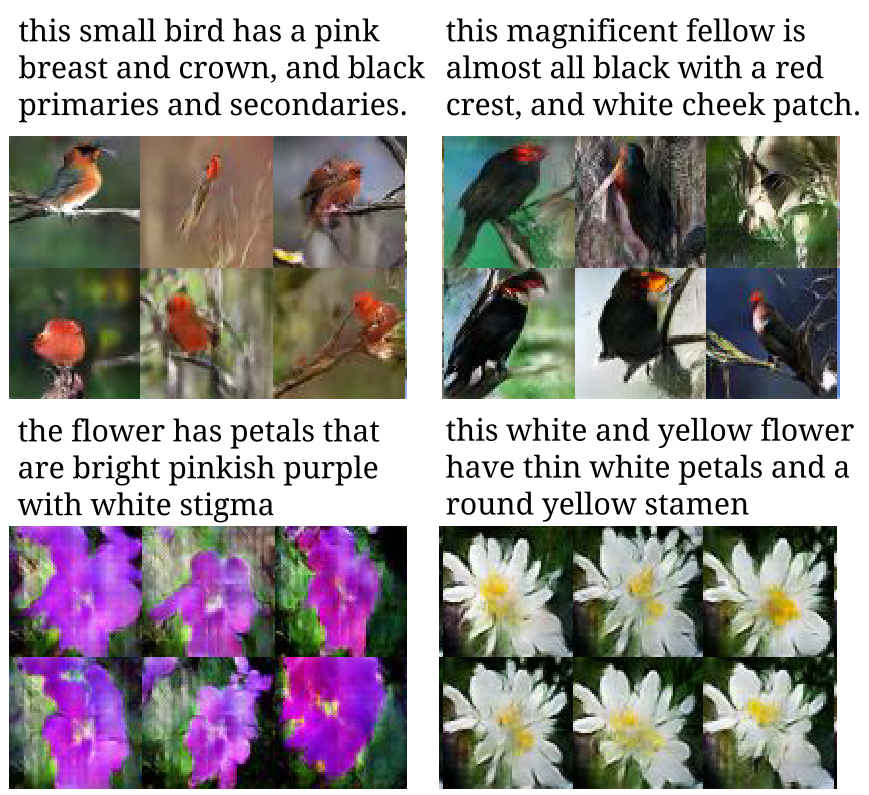 this small bird has a pink
breast and crown, and black
primaries and secondaries.
this magnificent fellow is
almost all black with a red
crest, and white cheek patch.
the flower has petals that
are bright pinkish purple
with white stigma
this white and yellow flower
have thin white petals and a
round yellow stamen